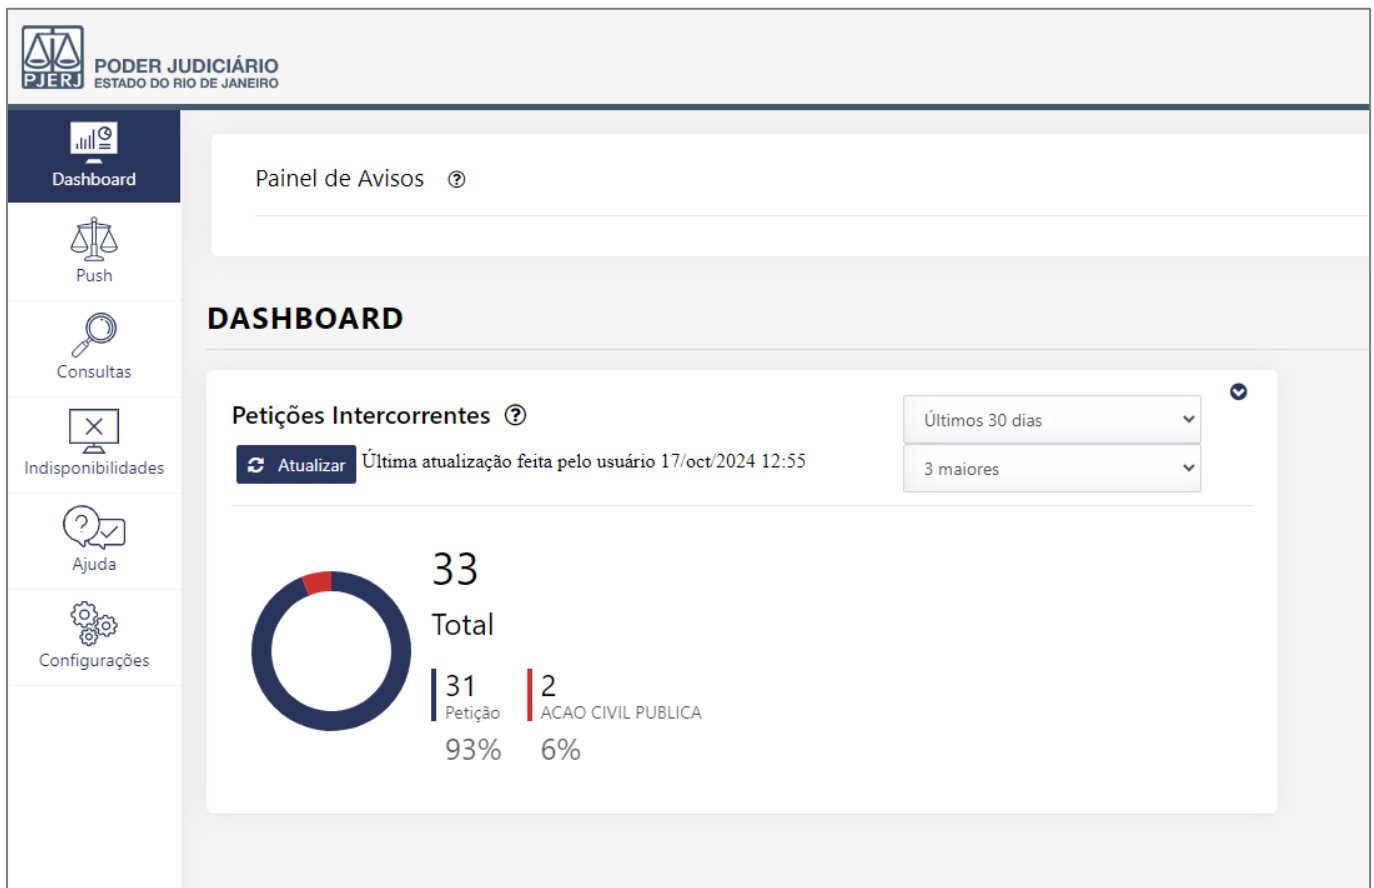 PJERJ
PODER JUDICIÁRIO
ESTADO DO RIO DE JANEIRO
Dashboard
Push
Consultas
Indisponibilidades
Ajuda
Configurações
Painel de Avisos ?
DASHBOARD
Petições Intercorrentes ?
Últimos 30 dias
Atualizar Última atualização feita pelo usuário 17/oct/2024 12:55
3 maiores
33
Total
31
Petição
93%
2
ACAO CIVIL PUBLICA
6%